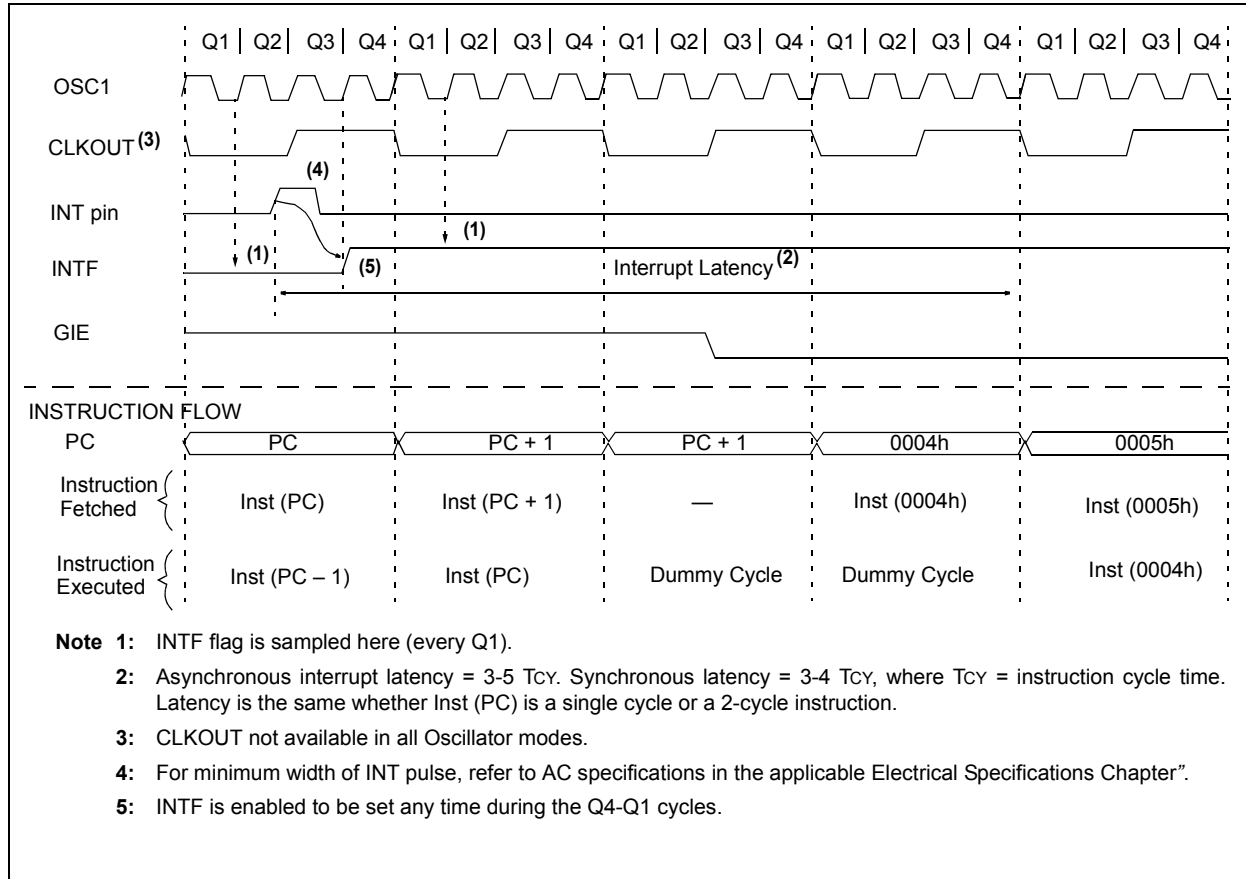 Q1 | Q2 | Q3 | Q4 Q1 | Q2 | Q3 | Q4 Q1 | Q2 | Q3 | Q4 Q1 | Q2 | Q3 | Q4 Q1 | Q2 | Q3 | Q4
OSC1
CLKOUT (3)
(4)
INT pin
(1) (1)
INTF (5) Interrupt Latency (2)
GIE
INSTRUCTION FLOW
PC PC PC + 1 PC + 1 0004h 0005h
Instruction
Fetched
Inst (PC) Inst (PC + 1) — Inst (0004h) Inst (0005h)
Instruction
Executed
Inst (PC – 1) Inst (PC) Dummy Cycle Dummy Cycle Inst (0004h)
Note 1: INTF flag is sampled here (every Q1).
2: Asynchronous interrupt latency = 3-5 TCY. Synchronous latency = 3-4 TCY, where TCY = instruction cycle time.
Latency is the same whether Inst (PC) is a single cycle or a 2-cycle instruction.
3: CLKOUT not available in all Oscillator modes.
4: For minimum width of INT pulse, refer to AC specifications in the applicable Electrical Specifications Chapter”.
5: INTF is enabled to be set any time during the Q4-Q1 cycles.